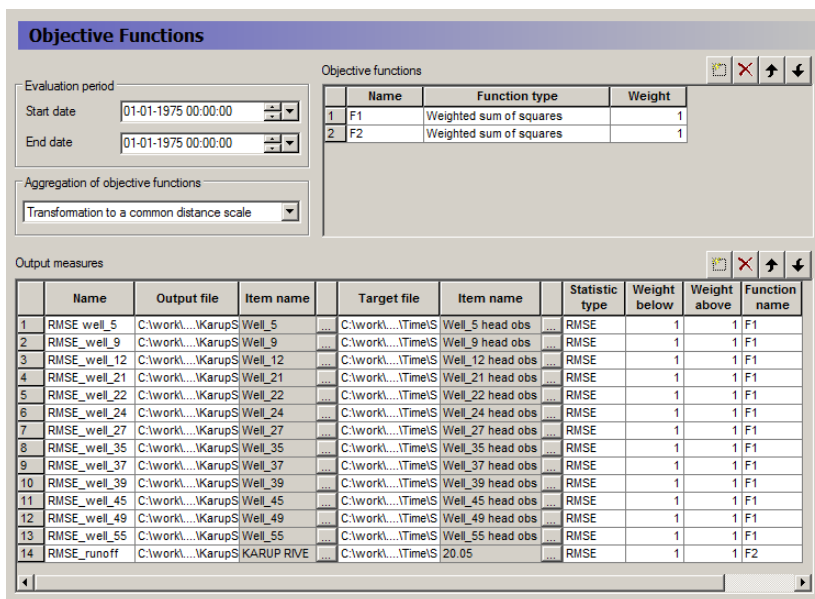 Objective Functions
Evaluation period
Start date 01-01-1975 00:00:00
End date 01-01-1975 00:00:00
Aggregation of objective functions
Transformation to a common distance scale
Objective functions
Name Function type Weight
1 F1 Weighted sum of squares 1
2 F2 Weighted sum of squares 1
Output measures
Name Output file Item name Target file Item name Statistic type Weight below Weight above Function name
1 RMSE well_5 C:\work\....\KarupS Well_5 ... C:\work\....\Time\S Well_5 head obs ... RMSE 1 1 F1
2 RMSE_well_9 C:\work\....\KarupS Well_9 ... C:\work\....\Time\S Well_9 head obs ... RMSE 1 1 F1
3 RMSE_well_12 C:\work\....\KarupS Well_12 ... C:\work\....\Time\S Well_12 head obs ... RMSE 1 1 F1
4 RMSE_well_21 C:\work\....\KarupS Well_21 ... C:\work\....\Time\S Well_21 head obs ... RMSE 1 1 F1
5 RMSE_well_22 C:\work\....\KarupS Well_22 ... C:\work\....\Time\S Well_22 head obs ... RMSE 1 1 F1
6 RMSE_well_24 C:\work\....\KarupS Well_24 ... C:\work\....\Time\S Well_24 head obs ... RMSE 1 1 F1
7 RMSE_well_27 C:\work\....\KarupS Well_27 ... C:\work\....\Time\S Well_27 head obs ... RMSE 1 1 F1
8 RMSE_well_35 C:\work\....\KarupS Well_35 ... C:\work\....\Time\S Well_35 head obs ... RMSE 1 1 F1
9 RMSE_well_37 C:\work\....\KarupS Well_37 ... C:\work\....\Time\S Well_37 head obs ... RMSE 1 1 F1
10 RMSE_well_39 C:\work\....\KarupS Well_39 ... C:\work\....\Time\S Well_39 head obs ... RMSE 1 1 F1
11 RMSE_well_45 C:\work\....\KarupS Well_45 ... C:\work\....\Time\S Well_45 head obs ... RMSE 1 1 F1
12 RMSE_well_49 C:\work\....\KarupS Well_49 ... C:\work\....\Time\S Well_49 head obs ... RMSE 1 1 F1
13 RMSE_well_55 C:\work\....\KarupS Well_55 ... C:\work\....\Time\S Well_55 head obs ... RMSE 1 1 F1
14 RMSE_runoff C:\work\....\KarupS KARUP RIVE ... C:\work\....\Time\S 20.05 ... RMSE 1 1 F2